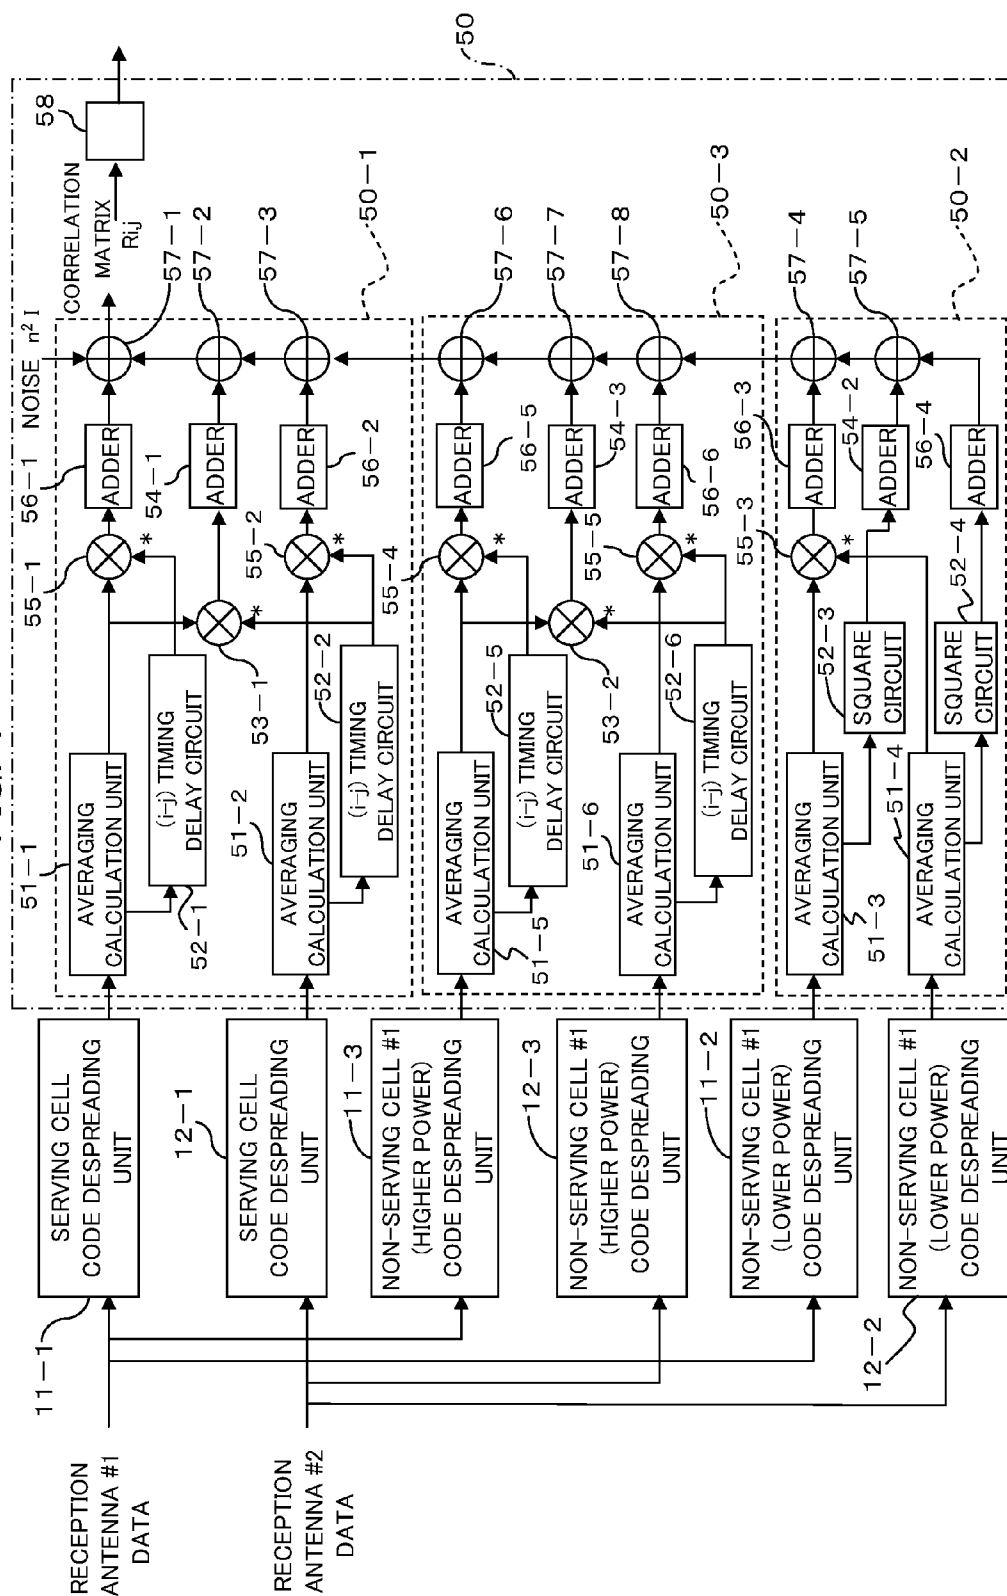 RECEPTION
ANTENNA #1
DATA
RECEPTION
ANTENNA #2
DATA
11-1
SERVING CELL
CODE DESPREADING
UNIT
12-1
SERVING CELL
CODE DESPREADING
UNIT
11-3
NON-SERVING CELL #1
(HIGHER POWER)
CODE DESPREADING
UNIT
12-3
NON-SERVING CELL #1
(HIGHER POWER)
CODE DESPREADING
UNIT
11-2
NON-SERVING CELL #1
(LOWER POWER)
CODE DESPREADING
UNIT
12-2
NON-SERVING CELL #1
(LOWER POWER)
CODE DESPREADING
UNIT
51-1
AVERAGING
CALCULATION UNIT
52-1
(i-j) TIMING
DELAY CIRCUIT
51-2
AVERAGING
CALCULATION UNIT
52-2
(i-j) TIMING
DELAY CIRCUIT
53-1
55-1
*
*
55-2
*
56-1
ADDER
54-1
ADDER
56-2
ADDER
NOISE n² I
57-1
57-2
57-3
50-1
CORRELATION
MATRIX
Ri,j
58
50
51-5
AVERAGING
CALCULATION UNIT
52-5
(i-j) TIMING
DELAY CIRCUIT
51-6
AVERAGING
CALCULATION UNIT
52-6
(i-j) TIMING
DELAY CIRCUIT
53-2
55-4
*
*
55-5
*
56-5
ADDER
54-3
ADDER
56-6
ADDER
57-6
57-7
57-8
50-3
51-3
AVERAGING
CALCULATION UNIT
51-4
AVERAGING
CALCULATION UNIT
52-3
SQUARE
CIRCUIT
52-4
SQUARE
CIRCUIT
55-3
*
56-3
ADDER
54-2
ADDER
56-4
ADDER
57-4
57-5
50-2